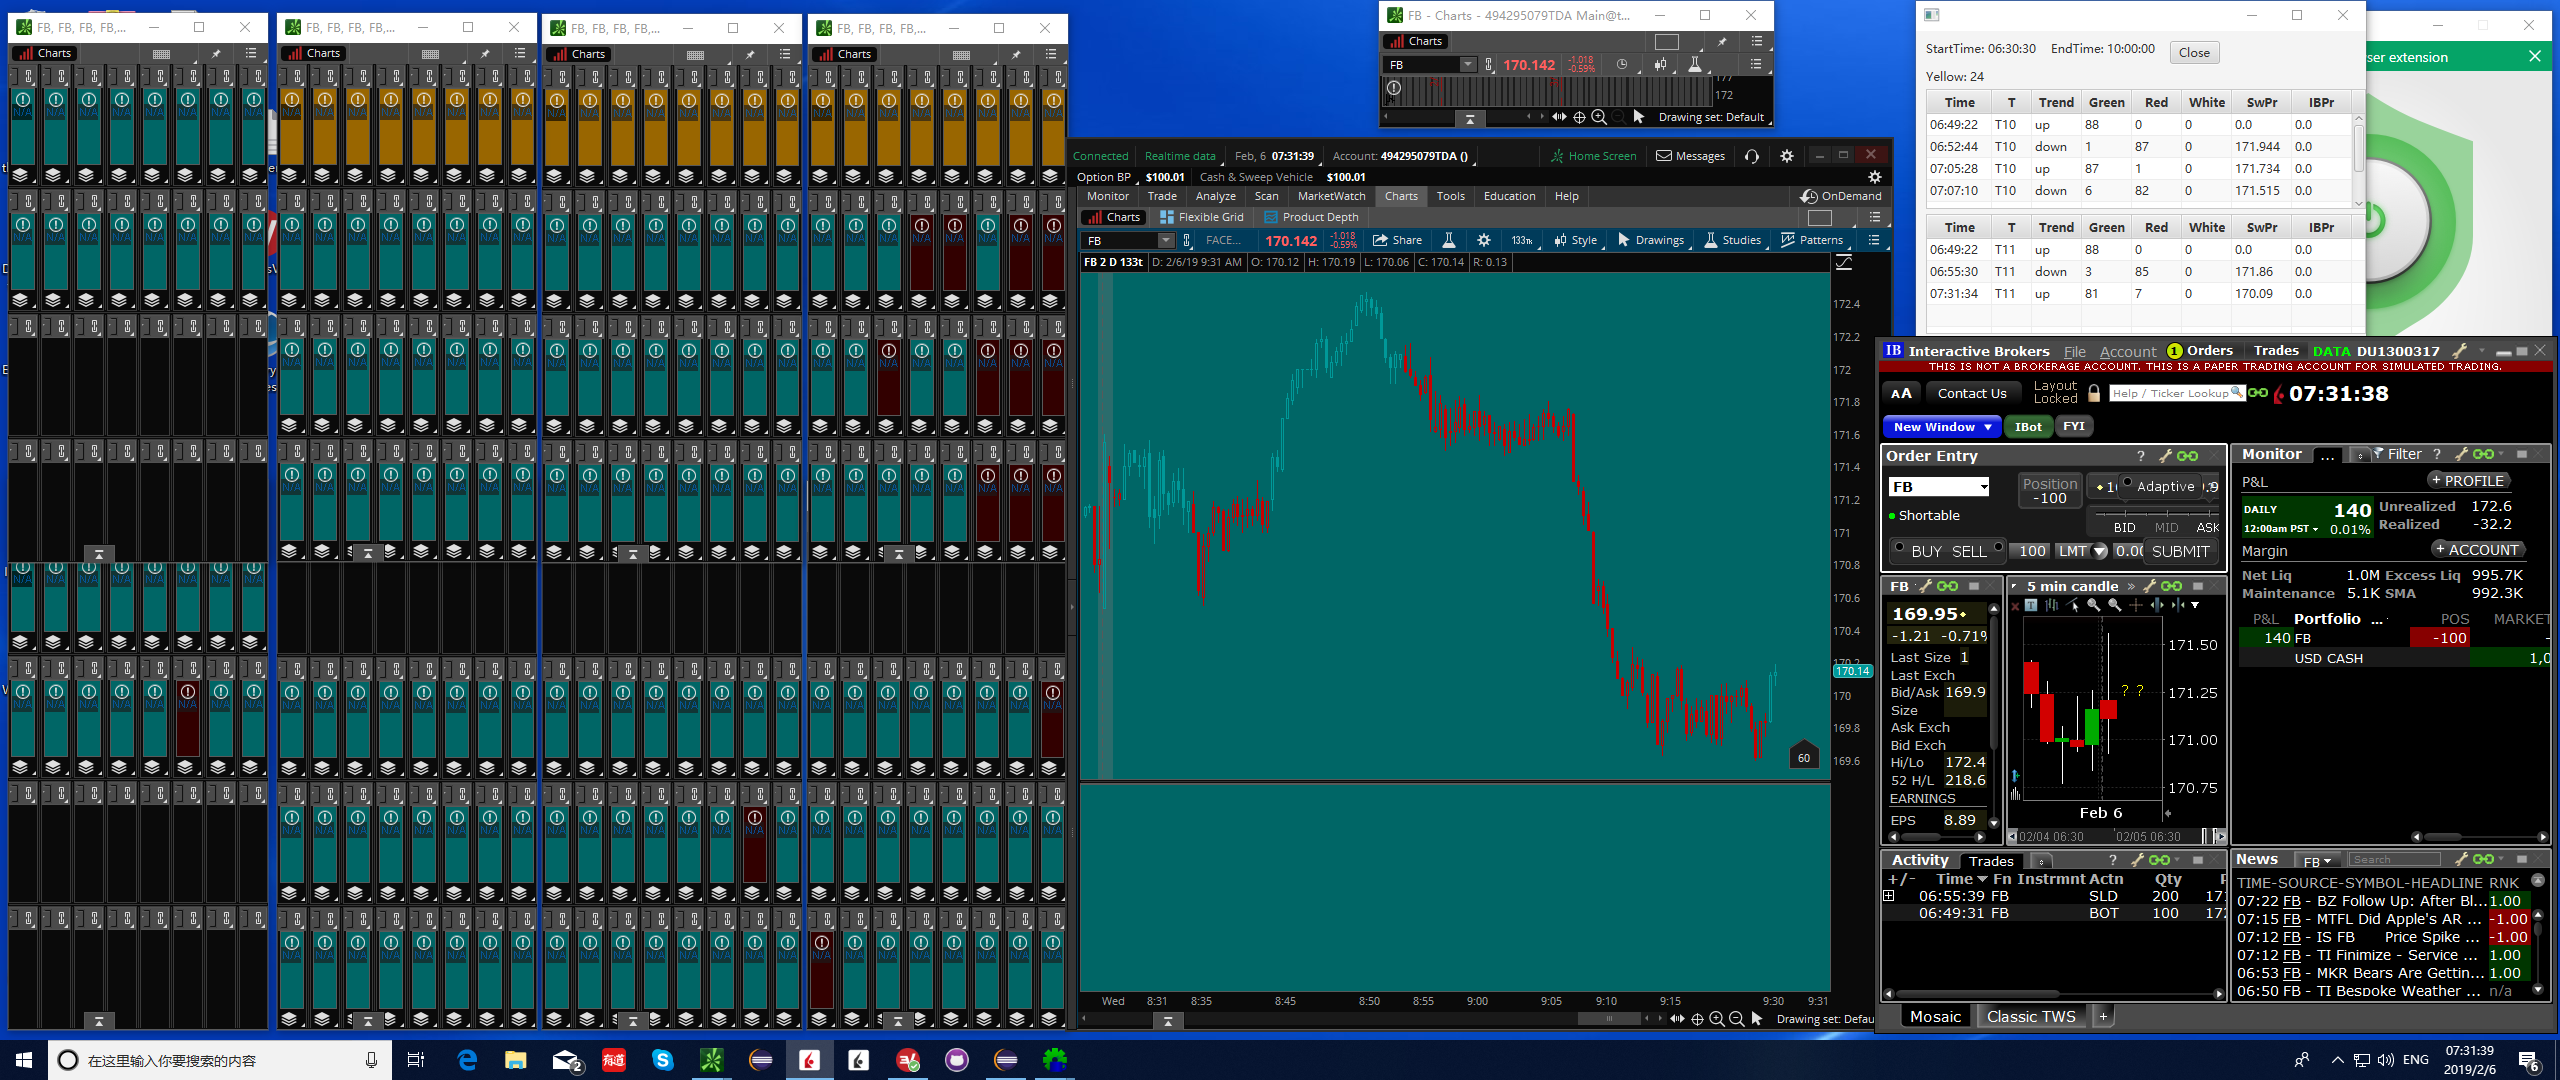 FB, FB, FB, FB,...
FB, FB, FB, FB,...
FB, FB, FB, FB,...
FB, FB, FB, FB,...
Charts
Charts
Charts
Charts
FB - Charts - 494295079TDA Main@t...
Charts
FB
170.142
-1.018
-0.59%
172
Drawing set: Default
Connected
Realtime data
Feb, 6 07:31:39
Account: 494295079TDA ()
Home Screen
Messages
Option BP $100.01
Cash & Sweep Vehicle $100.01
Monitor
Trade
Analyze
Scan
MarketWatch
Charts
Tools
Education
Help
OnDemand
Charts
Flexible Grid
Product Depth
FB
FACE...
170.142
-1.018
-0.59%
Share
133tk
Style
Drawings
Studies
Patterns
FB 2 D 133t
D: 2/6/19 9:31 AM
O: 170.12
H: 170.19
L: 170.06
C: 170.14
R: 0.13
172.4
172.2
172
171.8
171.6
171.4
171.2
171
170.8
170.6
170.4
170.14
170
169.8
169.6
60
Wed
8:31
8:35
8:45
8:50
8:55
9:00
9:05
9:10
9:15
9:30
9:31
Drawing set: Defau
StartTime: 06:30:30
EndTime: 10:00:00
Close
Yellow: 24
Time T Trend Green Red White SwPr IBPr
06:49:22 T10 up 88 0 0 0.0 0.0
06:52:44 T10 down 1 87 0 171.944 0.0
07:05:28 T10 up 87 1 0 171.734 0.0
07:07:10 T10 down 6 82 0 171.515 0.0
Time T Trend Green Red White SwPr IBPr
06:49:22 T11 up 88 0 0 0.0 0.0
06:55:30 T11 down 3 85 0 171.86 0.0
07:31:34 T11 up 81 7 0 170.09 0.0
ser extension
IB Interactive Brokers
File
Account
1 Orders
Trades
DATA DU1300317
THIS IS NOT A BROKERAGE ACCOUNT. THIS IS A PAPER TRADING ACCOUNT FOR SIMULATED TRADING.
AA
Contact Us
Layout
Locked
Help / Ticker Lookup
07:31:38
New Window
IBot
FYI
Order Entry
FB
Position
-100
Adaptive
Shortable
BID
MID
ASK
BUY
SELL
100
LMT
0.00
SUBMIT
Monitor
...
Filter
P&L
+ PROFILE
DAILY 140
12:00am PST 0.01%
Unrealized 172.6
Realized -32.2
Margin
+ ACCOUNT
Net Liq 1.0M Excess Liq 995.7K
Maintenance 5.1K SMA 992.3K
P&L Portfolio ... POS MARKET
140 FB -100
USD CASH 1,0
FB
169.95
-1.21 -0.71%
Last Size 1
Last Exch
Bid/Ask 169.9
Size
Ask Exch
Bid Exch
Hi/Lo 172.4
52 H/L 218.6
EARNINGS
EPS 8.89
5 min candle
? ?
171.50
171.25
171.00
170.75
Feb 6
02/04 06:30
02/05 06:30
Activity
Trades
+/- Time Fn Instrmnt Actn Qty
06:55:39 FB SLD 200 171
06:49:31 FB BOT 100 172
News
FB
Search
TIME-SOURCE-SYMBOL-HEADLINE RNK
07:22 FB - BZ Follow Up: After Bl... 1.00
07:15 FB - MTFL Did Apple's AR ... -1.00
07:12 FB - IS FB Price Spike ... -1.00
07:12 FB - TI Finimize - Service ... 1.00
06:53 FB - MKR Bears Are Gettin... 1.00
06:50 FB - TI Bespoke Weather ... n/a
Mosaic
Classic TWS
+
在这里输入你要搜索的内容
2
有道
ENG
07:31:39
2019/2/6
6